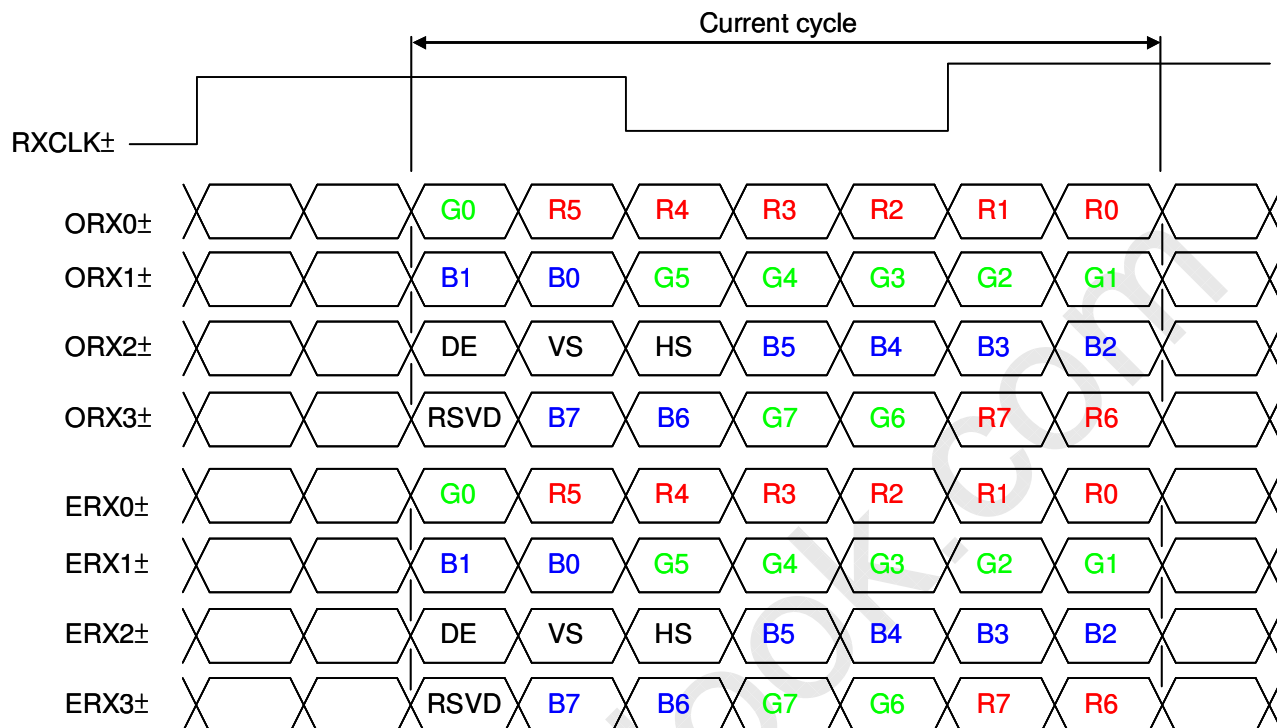 Current cycle
RXCLK±
ORX0± G0 R5 R4 R3 R2 R1 R0
ORX1± B1 B0 G5 G4 G3 G2 G1
ORX2± DE VS HS B5 B4 B3 B2
ORX3± RSVD B7 B6 G7 G6 R7 R6
ERX0± G0 R5 R4 R3 R2 R1 R0
ERX1± B1 B0 G5 G4 G3 G2 G1
ERX2± DE VS HS B5 B4 B3 B2
ERX3± RSVD B7 B6 G7 G6 R7 R6
ook.com